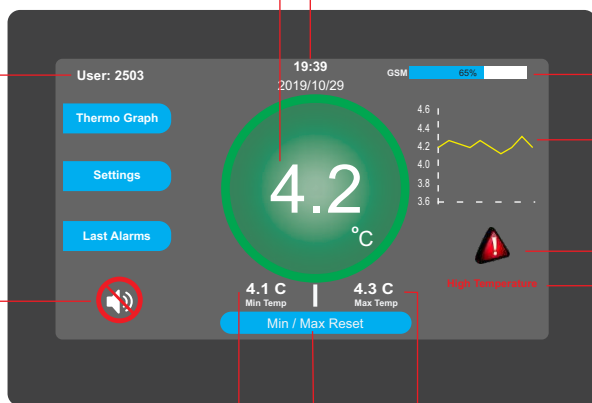 19:39
2019/10/29
User: 2503
GSM 65%
Thermo Graph
Settings
Last Alarms
4.2
°C
4.6
4.4
4.2
4.0
3.8
3.6
High Temperature
4.1 C
Min Temp
4.3 C
Max Temp
Min / Max Reset